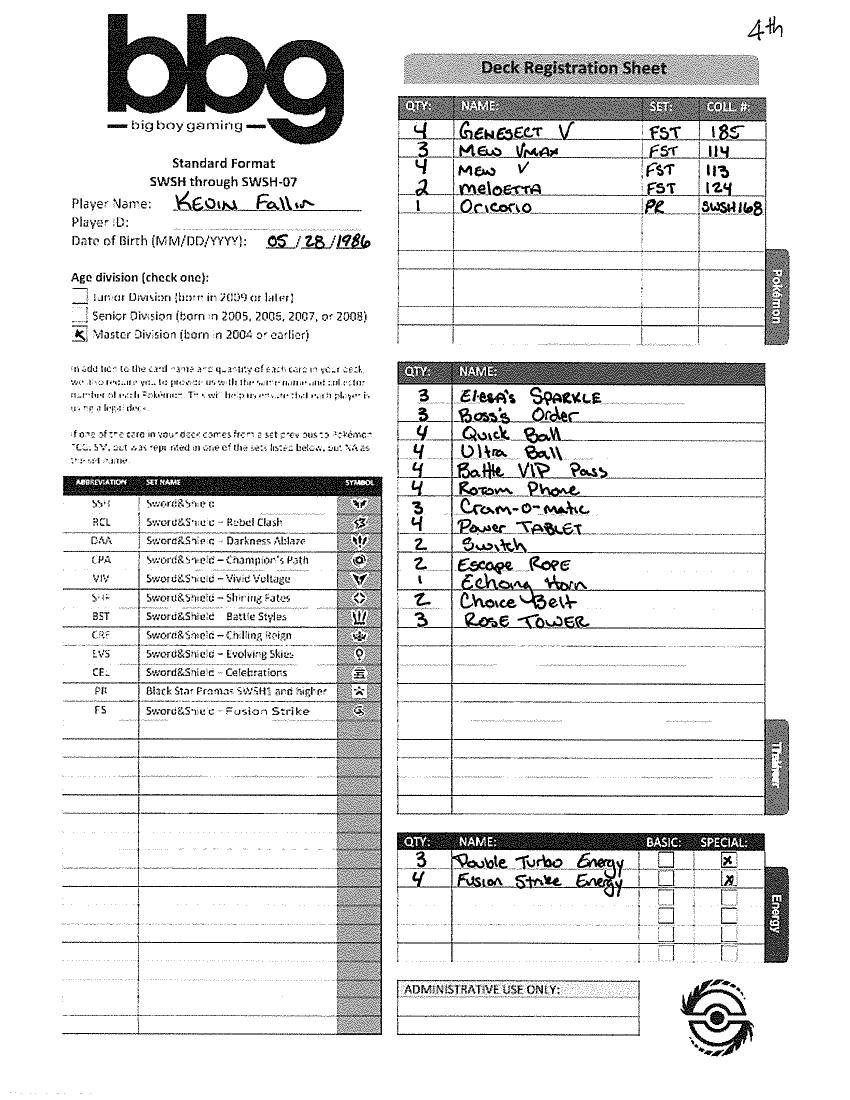 4th
bbg
big boy gaming
Standard Format
SWSH through SWSH-07
Player Name: KEVIN Fallin
Player ID:
Date of Birth (MM/DD/YYYY): 05/28/1986
Age division (check one):
Junior Division (born in 2009 or later)
Senior Division (born in 2005, 2006, 2007, or 2008)
Master Division (born in 2004 or earlier)
In addition to the card name and quantity of each card in your deck,
we also require you to provide us with the set name and collector
number of each Pokémon. This will help us ensure that each player is
using a legal deck.
If one of the card in your deck comes from a set previous to Pokémon
TCG: SM, but was reprinted in one of the sets listed below, put NA as
the set name.
ABBREVIATION SET NAME SYMBOL
SSH Sword&Shield
RCL Sword&Shield – Rebel Clash
DAA Sword&Shield – Darkness Ablaze
CPA Sword&Shield – Champion's Path
VIV Sword&Shield – Vivid Voltage
SHF Sword&Shield – Shining Fates
BST Sword&Shield Battle Styles
CRE Sword&Shield – Chilling Reign
EVS Sword&Shield – Evolving Skies
CEL Sword&Shield – Celebrations
PR Black Star Promos SWSH1 and higher
FS Sword&Shield – Fusion Strike
Deck Registration Sheet
QTY: NAME: SET: COLL. #:
4 GENESECT V FST 185
3 MEW VMAX FST 114
4 MEW V FST 113
2 MELOETTA FST 124
1 Oricorio PR SWSH168
Pokémon
QTY: NAME:
3 Elesa's SPARKLE
3 Boss's Order
4 Quick Ball
4 Ultra Ball
4 Battle VIP Pass
4 Rotom Phone
3 Cram-o-matic
4 Power TABLET
2 Switch
2 Escape ROPE
1 Echong Horn
2 Choice Belt
3 ROSE TOWER
Trainer
QTY: NAME: BASIC: SPECIAL:
3 Double Turbo Energy x
4 Fusion Strike Energy x
Energy
ADMINISTRATIVE USE ONLY: